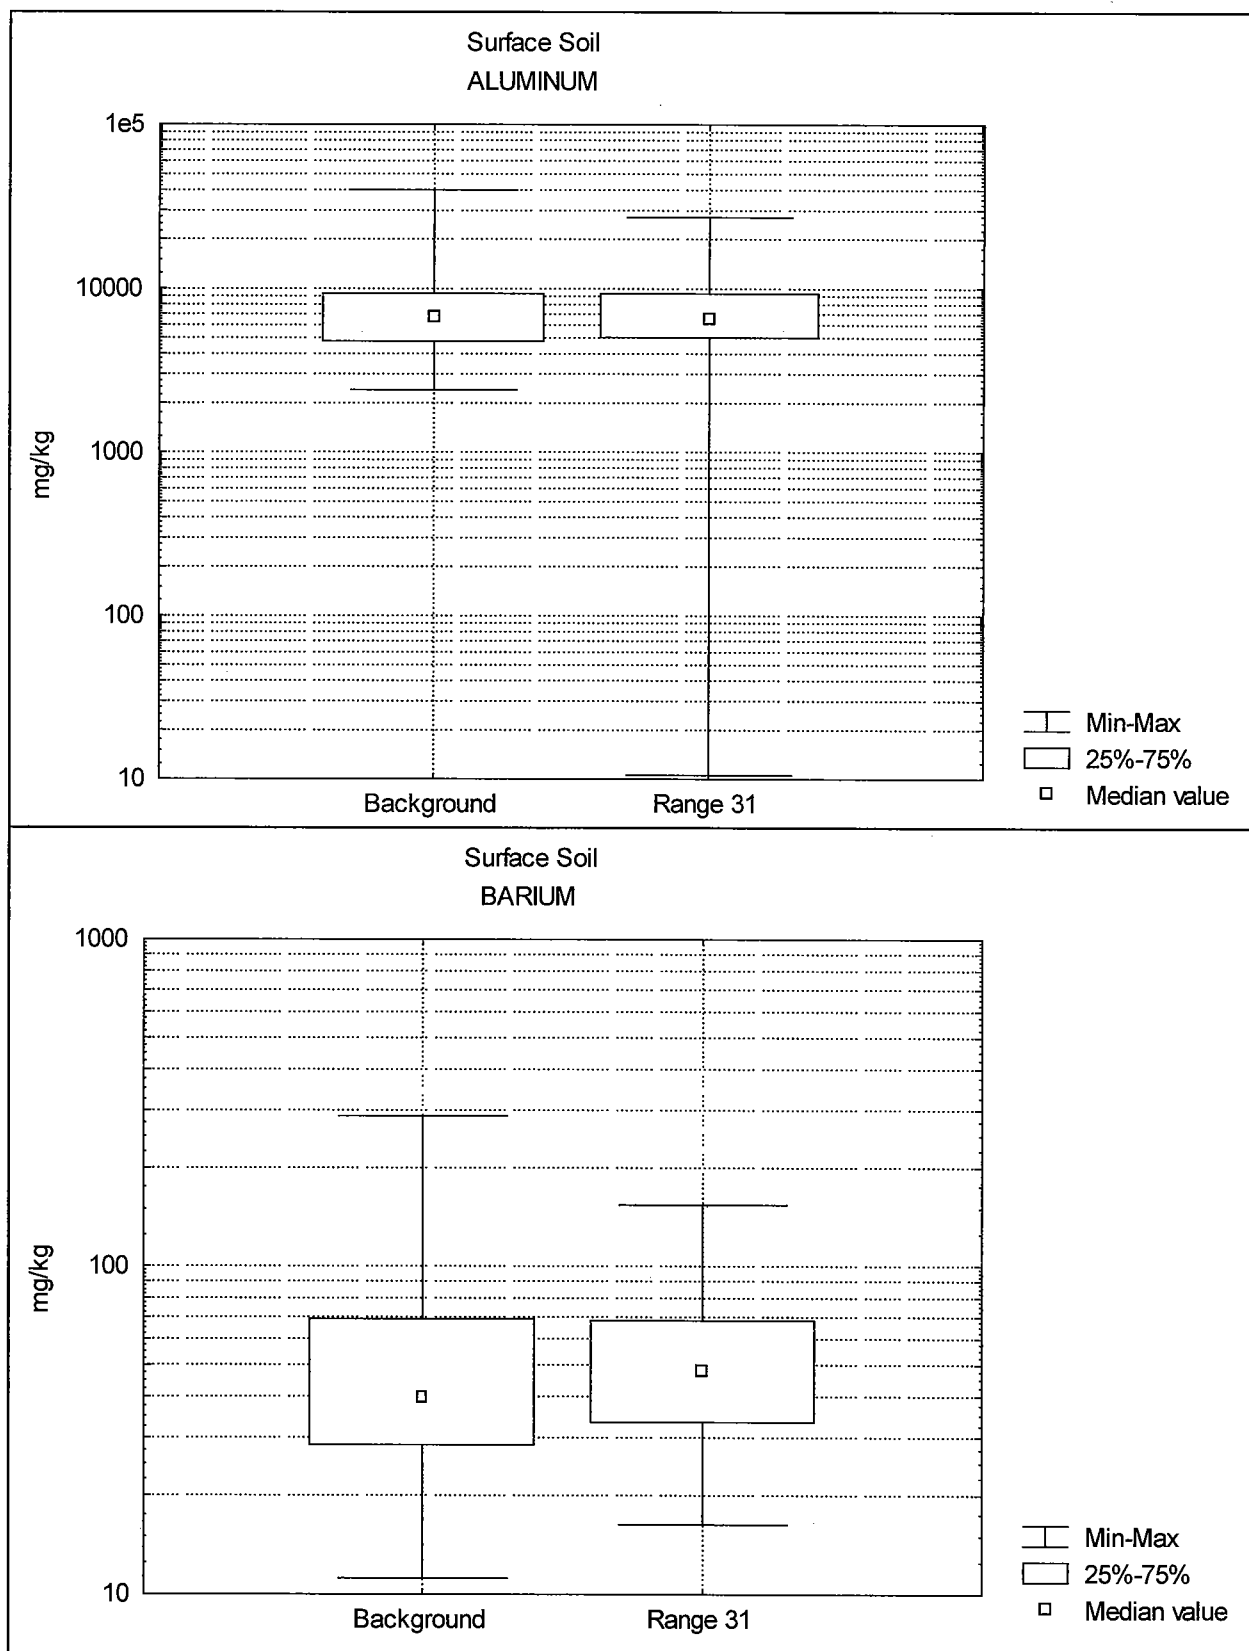 Surface Soil
ALUMINUM
1e5
10000
1000
100
10
mg/kg
Background
Range 31
Min-Max
25%-75%
Median value
Surface Soil
BARIUM
1000
100
10
mg/kg
Background
Range 31
Min-Max
25%-75%
Median value